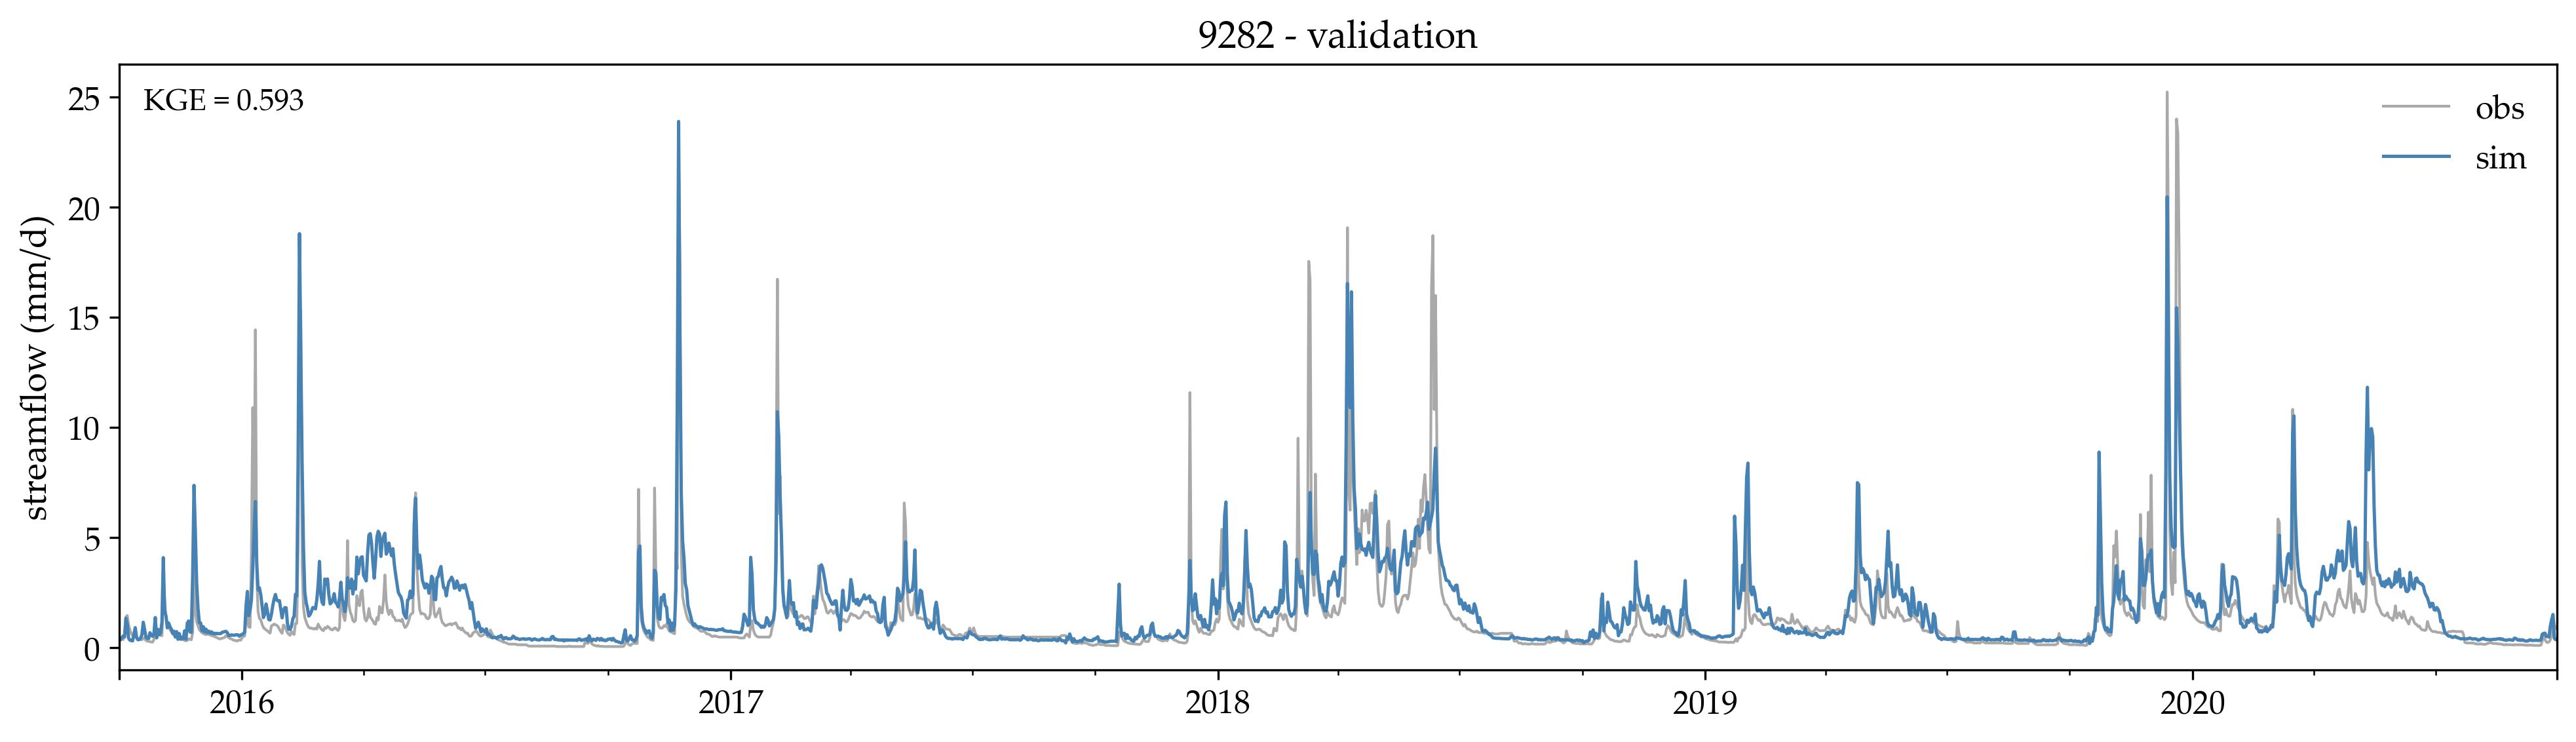 9282 - validation
KGE = 0.593
obs
sim
streamflow (mm/d)
25
20
15
10
5
0
2016 2017 2018 2019 2020